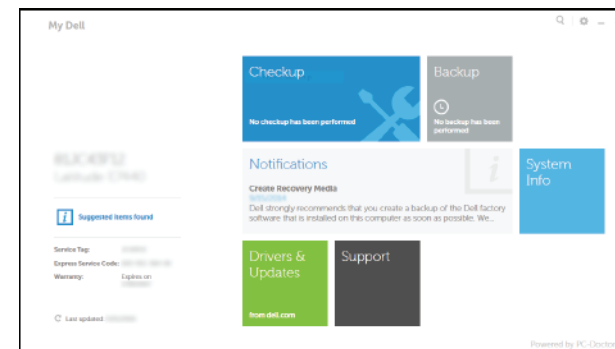 My Dell
Checkup
No checkup has been performed
Backup
No backup has been
performed
Notifications
Create Recovery Media
Dell strongly recommends that you create a backup of the Dell factory
software that is installed on this computer as soon as possible. We...
System
Info
Suggested items found
Service Tag:
Express Service Code:
Warranty: Expires on
Last updated:
Drivers &
Updates
from dell.com
Support
Powered by PC-Doctor